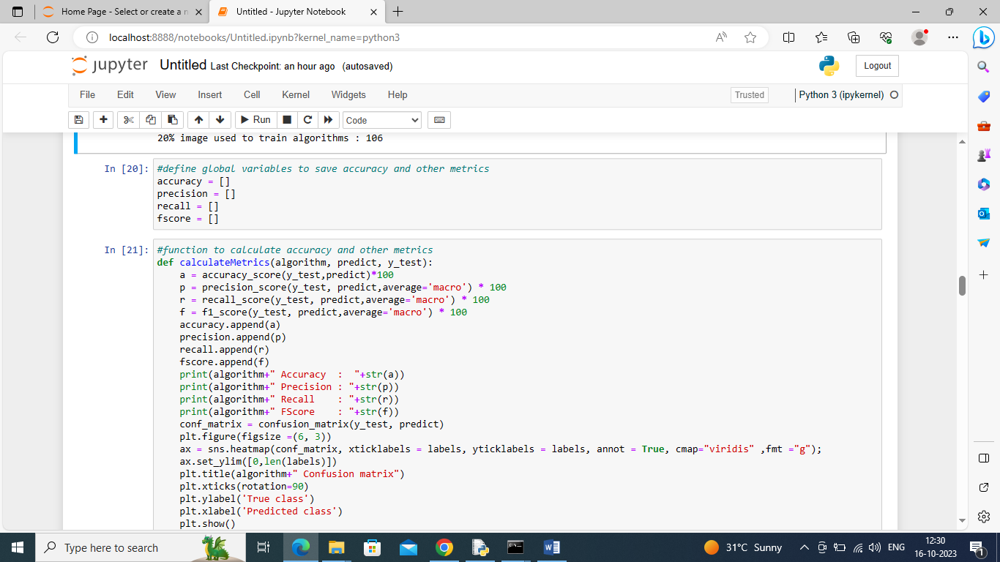 Home Page - Select or create a n
Untitled - Jupyter Notebook
localhost:8888/notebooks/Untitled.ipynb?kernel_name=python3
jupyter Untitled Last Checkpoint: an hour ago (autosaved)
Logout
File Edit View Insert Cell Kernel Widgets Help
Trusted
Python 3 (ipykernel)
Run
Code
20% image used to train algorithms : 106
In [20]: #define global variables to save accuracy and other metrics
accuracy = []
precision = []
recall = []
fscore = []
In [21]: #function to calculate accuracy and other metrics
def calculateMetrics(algorithm, predict, y_test):
    a = accuracy_score(y_test,predict)*100
    p = precision_score(y_test, predict,average='macro') * 100
    r = recall_score(y_test, predict,average='macro') * 100
    f = f1_score(y_test, predict,average='macro') * 100
    accuracy.append(a)
    precision.append(p)
    recall.append(r)
    fscore.append(f)
    print(algorithm+" Accuracy  :  "+str(a))
    print(algorithm+" Precision : "+str(p))
    print(algorithm+" Recall    : "+str(r))
    print(algorithm+" FScore    : "+str(f))
    conf_matrix = confusion_matrix(y_test, predict)
    plt.figure(figsize =(6, 3))
    ax = sns.heatmap(conf_matrix, xticklabels = labels, yticklabels = labels, annot = True, cmap="viridis" ,fmt ="g");
    ax.set_ylim([0,len(labels)])
    plt.title(algorithm+" Confusion matrix")
    plt.xticks(rotation=90)
    plt.ylabel('True class')
    plt.xlabel('Predicted class')
    plt.show()
Type here to search
31°C Sunny
ENG
12:30
16-10-2023
1